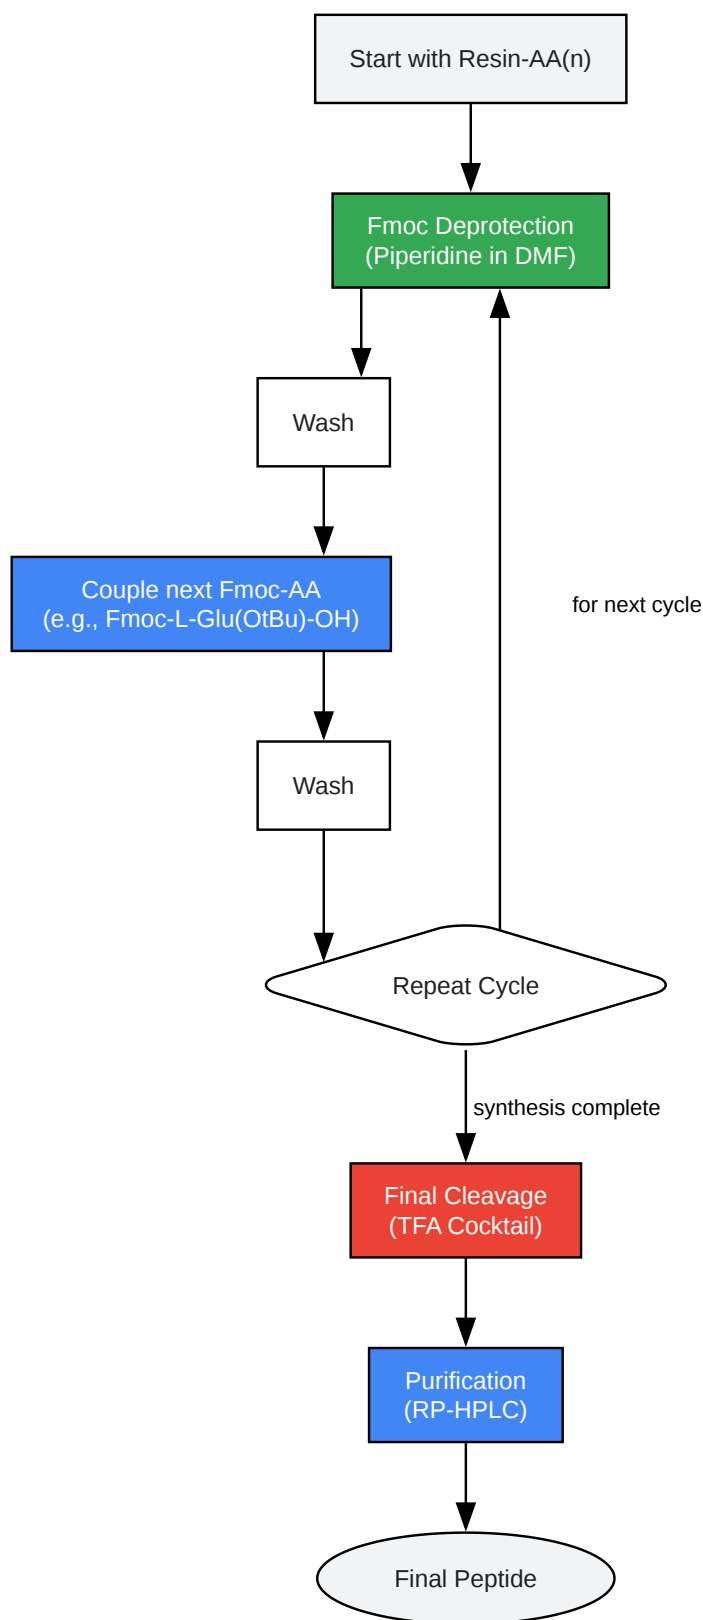 Start with Resin-AA(n)
Fmoc Deprotection
(Piperidine in DMF)
Wash
Couple next Fmoc-AA
(e.g., Fmoc-L-Glu(OtBu)-OH)
for next cycle
Wash
Repeat Cycle
synthesis complete
Final Cleavage
(TFA Cocktail)
Purification
(RP-HPLC)
Final Peptide